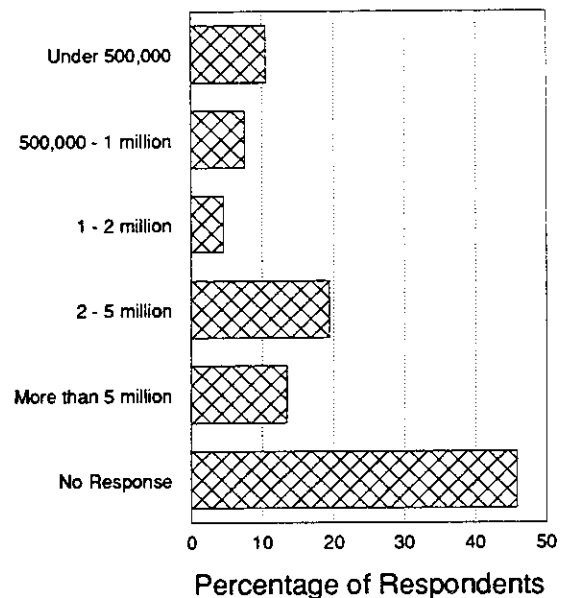 Under 500,000
500,000 - 1 million
1 - 2 million
2 - 5 million
More than 5 million
No Response
0 10 20 30 40 50
Percentage of Respondents